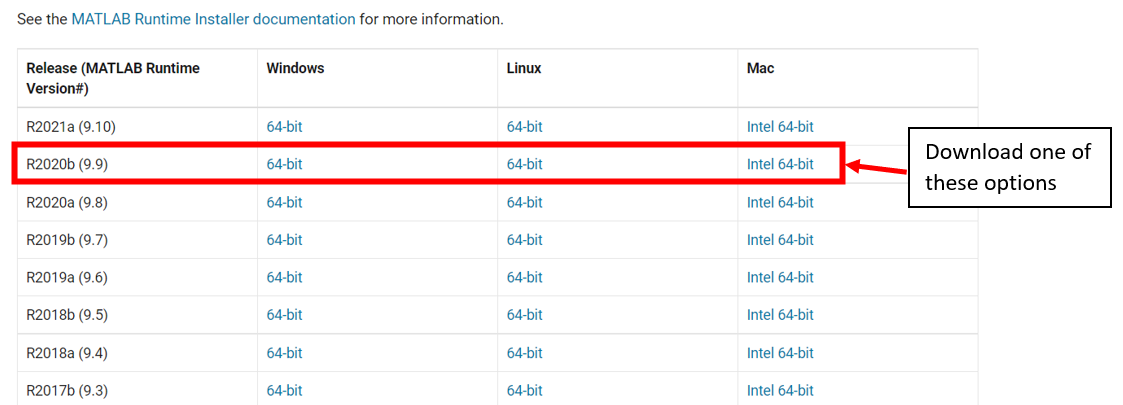 See the MATLAB Runtime Installer documentation for more information.
Release (MATLAB Runtime Version#) Windows Linux Mac
R2021a (9.10) 64-bit 64-bit Intel 64-bit
R2020b (9.9) 64-bit 64-bit Intel 64-bit
Download one of
these options
R2020a (9.8) 64-bit 64-bit Intel 64-bit
R2019b (9.7) 64-bit 64-bit Intel 64-bit
R2019a (9.6) 64-bit 64-bit Intel 64-bit
R2018b (9.5) 64-bit 64-bit Intel 64-bit
R2018a (9.4) 64-bit 64-bit Intel 64-bit
R2017b (9.3) 64-bit 64-bit Intel 64-bit